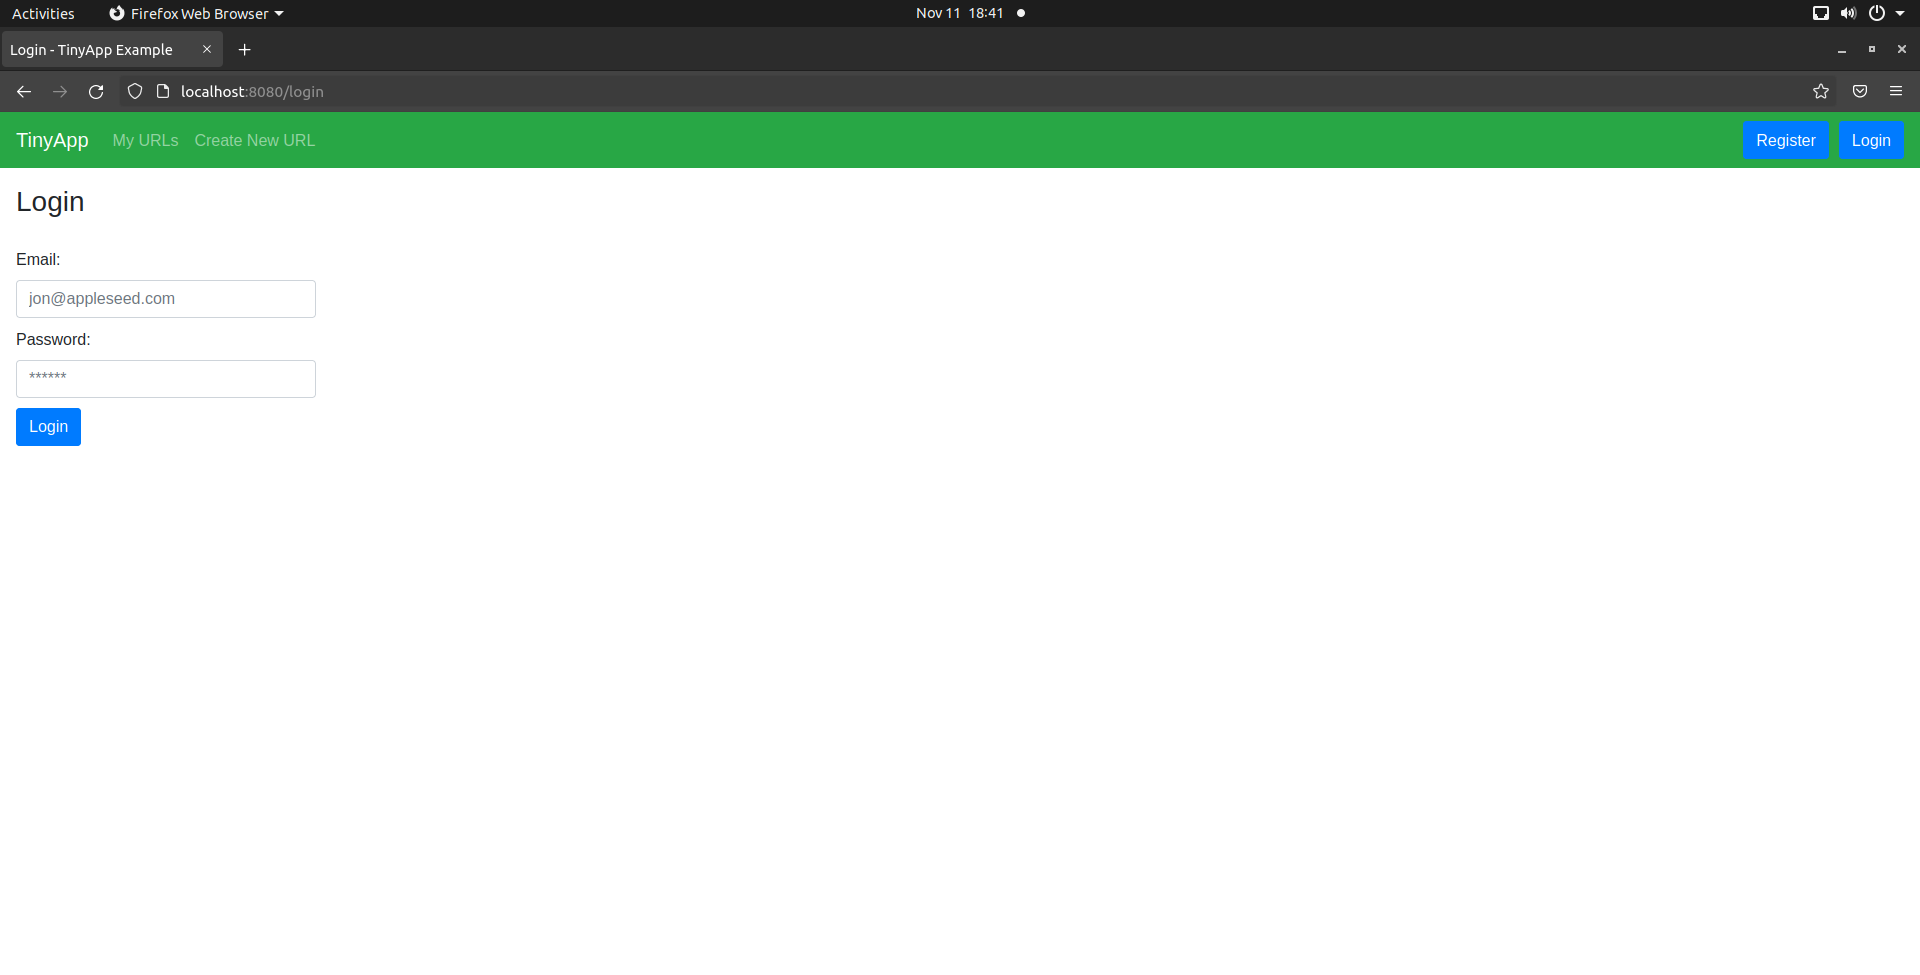 Activities Firefox Web Browser Nov 11 18:41
Login - TinyApp Example
localhost:8080/login
TinyApp My URLs Create New URL Register Login
Login
Email:
jon@appleseed.com
Password:
******
Login